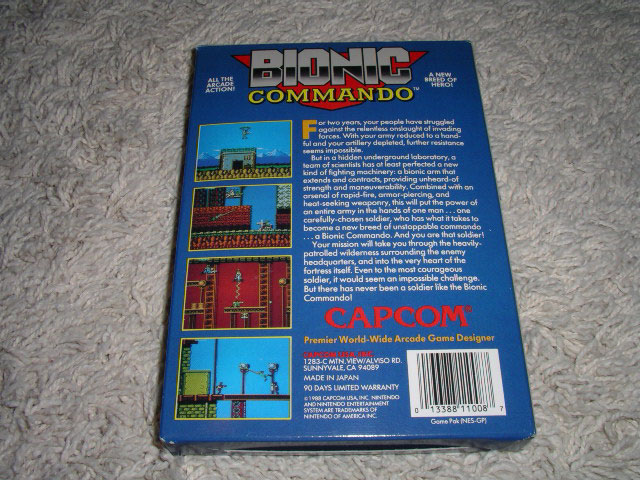 BIONIC
COMMANDO™
ALL THE
ARCADE
ACTION!
A NEW
BREED OF
HERO!
For two years, your people have struggled
against the relentless onslaught of invading
forces. With your army reduced to a hand-
ful and your artillery depleted, further resistance
seems impossible.
But in a hidden underground laboratory, a
team of scientists has at least perfected a new
kind of fighting machinery: a bionic arm that
extends and contracts, providing unheard-of
strength and maneuverability. Combined with an
arsenal of rapid-fire, armor-piercing, and
heat-seeking weaponry, this will put the power of
an entire army in the hands of one man . . . one
carefully-chosen soldier, who has what it takes to
become a new breed of unstoppable commando
. . . a Bionic Commando. And you are that soldier!
Your mission will take you through the heavily-
patrolled wilderness surrounding the enemy
headquarters, and into the very heart of the
fortress itself. Even to the most courageous
soldier, it would seem an impossible challenge.
But there has never been a soldier like the Bionic
Commando!
CAPCOM®
Premier World-Wide Arcade Game Designer
CAPCOM USA, INC.
1283-C MTN. VIEW/ALVISO RD.
SUNNYVALE, CA 94089
MADE IN JAPAN
90 DAYS LIMITED WARRANTY
©1988 CAPCOM USA, INC. NINTENDO
AND NINTENDO ENTERTAINMENT
SYSTEM ARE TRADEMARKS OF
NINTENDO OF AMERICA INC.
0 13388 11008 7
Game Pak (NES-GP)